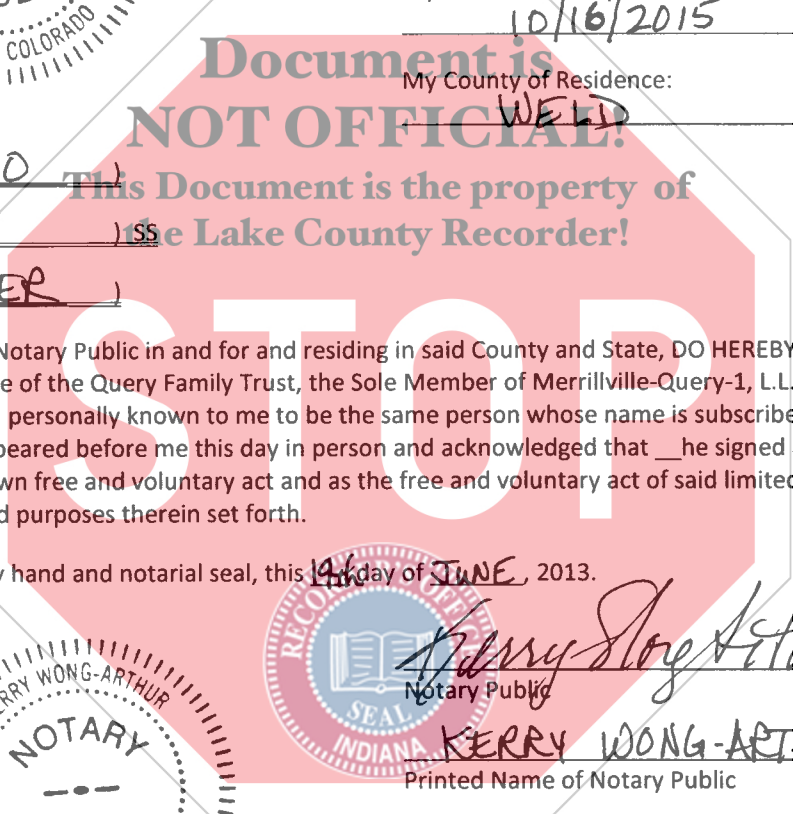 COLORADO
10/16/2015
Document is
My County of Residence:
WELD
NOT OFFICIAL!
O )
This Document is the property of
) SS
the Lake County Recorder!
ER )
STOP
Notary Public in and for and residing in said County and State, DO HEREBY
e of the Query Family Trust, the Sole Member of Merrillville-Query-1, L.L.
personally known to me to be the same person whose name is subscribe
peared before me this day in person and acknowledged that __he signed
wn free and voluntary act and as the free and voluntary act of said limited
d purposes therein set forth.
y hand and notarial seal, this 19th day of JUNE, 2013.
RECORDER'S OFFICE
SEAL
INDIANA
RRY WONG-ARTHUR
NOTARY
Notary Public
KERRY WONG-ART
Printed Name of Notary Public